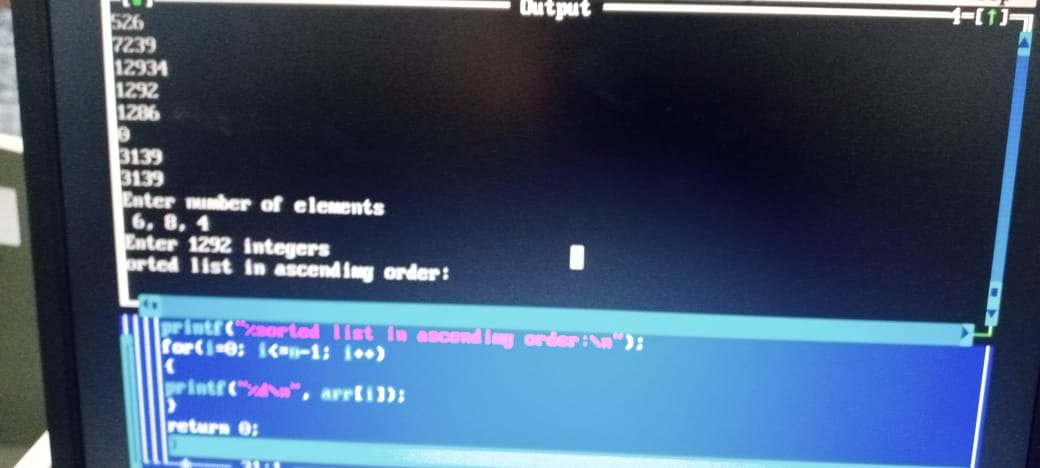 Output
4=[↑]
526
7239
12934
1292
1286
0
3139
3139
Enter number of elements
6, 8, 4
Enter 1292 integers
orted list in ascending order:
printf("%sorted list in ascending order:\n");
for(i=0; i<=n-1; i++)
{
printf("%d\n", arr[i]);
}
return 0;
}